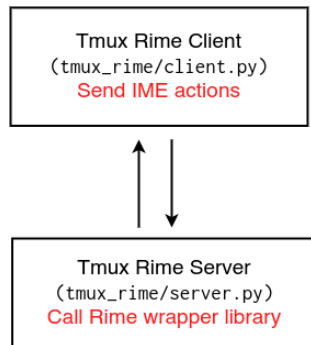 Tmux Rime Client
(tmux_rime/client.py)
Send IME actions
Tmux Rime Server
(tmux_rime/server.py)
Call Rime wrapper library